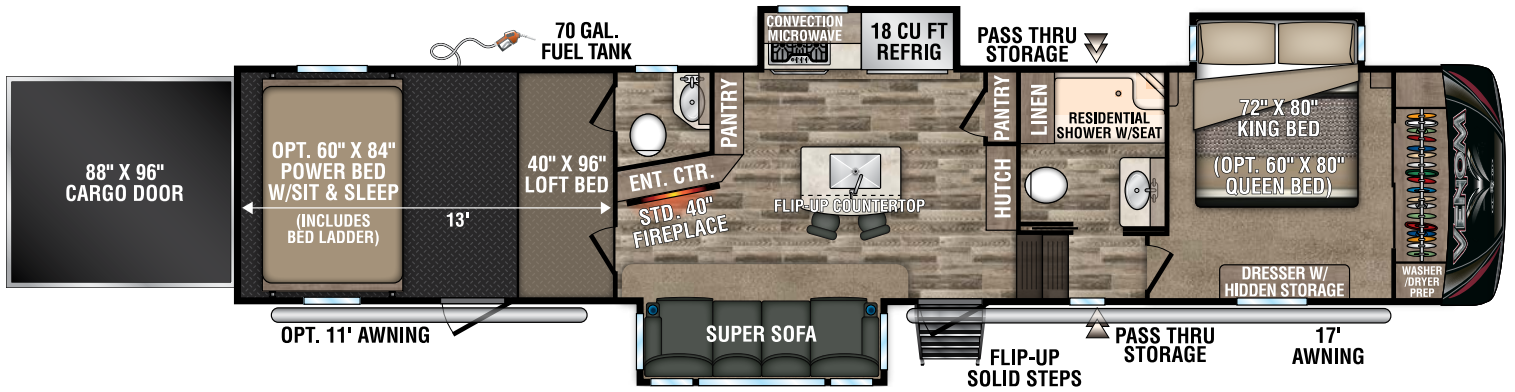 88" X 96"
CARGO DOOR
70 GAL.
FUEL TANK
OPT. 60" X 84"
POWER BED
W/SIT & SLEEP
(INCLUDES
BED LADDER)
13'
40" X 96"
LOFT BED
OPT. 11' AWNING
PANTRY
ENT. CTR.
STD. 40"
FIREPLACE
CONVECTION
MICROWAVE
18 CU FT
REFRIG
FLIP-UP COUNTERTOP
SUPER SOFA
PASS THRU
STORAGE
PANTRY
HUTCH
LINEN
RESIDENTIAL
SHOWER W/SEAT
FLIP-UP
SOLID STEPS
PASS THRU
STORAGE
17'
AWNING
72" X 80"
KING BED
(OPT. 60" X 80"
QUEEN BED)
DRESSER W/
HIDDEN STORAGE
WASHER
/DRYER
PREP
VENOM